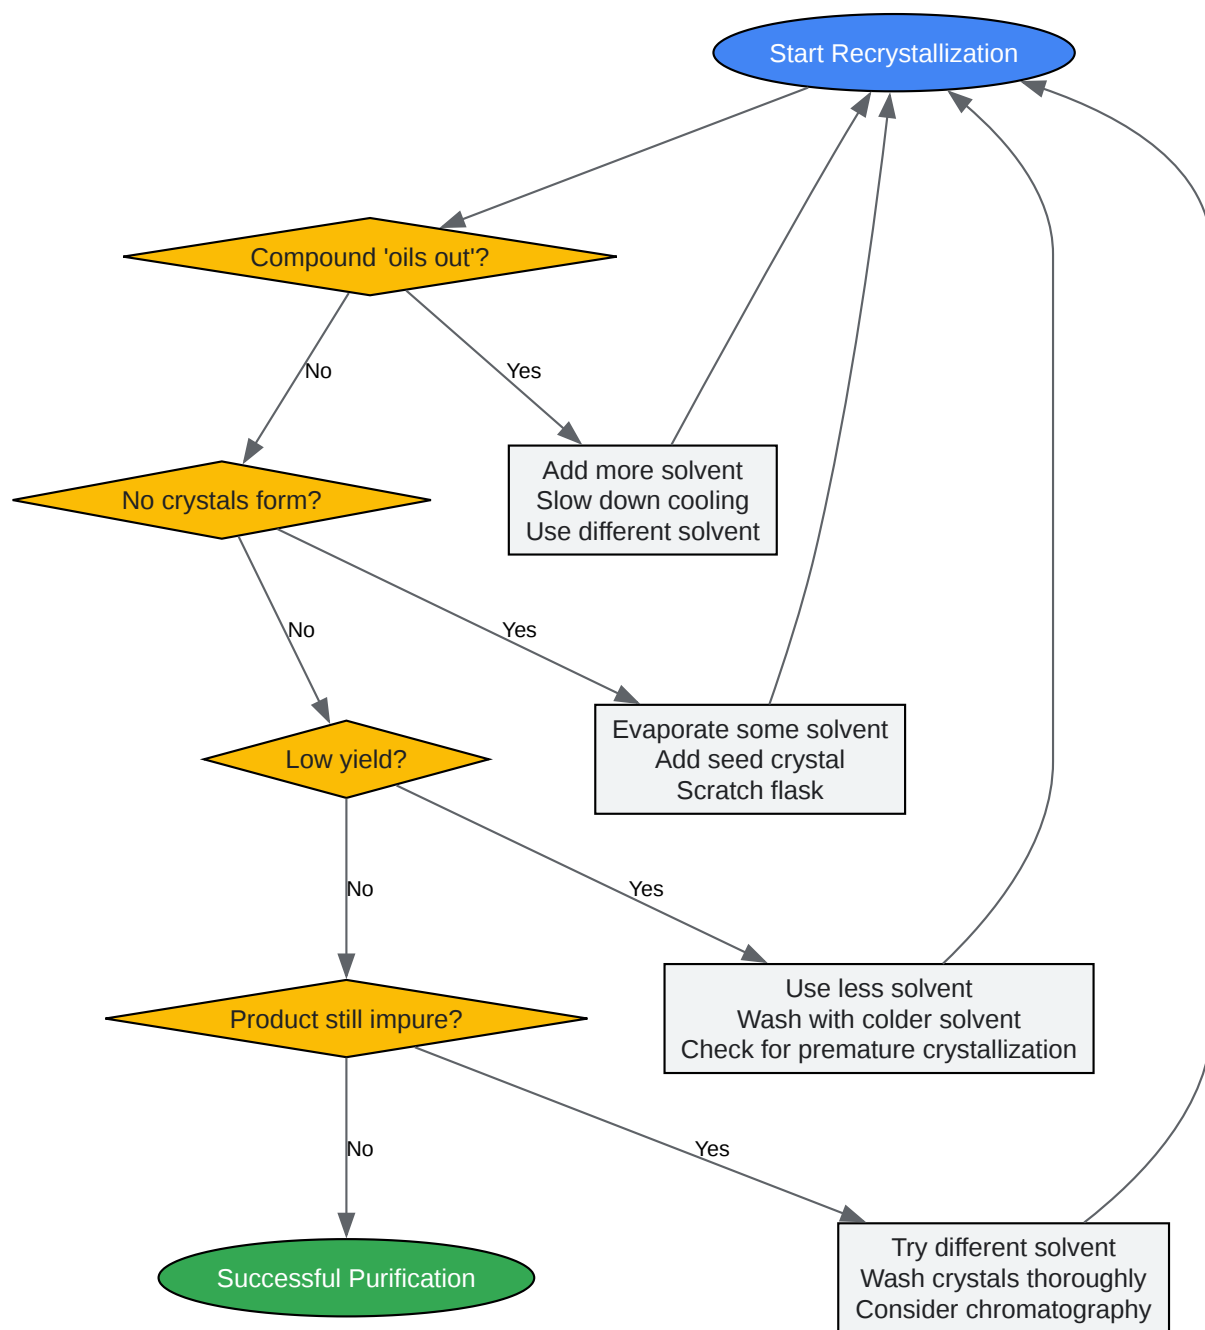 Start Recrystallization
Compound 'oils out'?
No
Yes
Add more solvent
Slow down cooling
Use different solvent
No crystals form?
No
Yes
Evaporate some solvent
Add seed crystal
Scratch flask
Low yield?
No
Yes
Use less solvent
Wash with colder solvent
Check for premature crystallization
Product still impure?
No
Yes
Try different solvent
Wash crystals thoroughly
Consider chromatography
Successful Purification